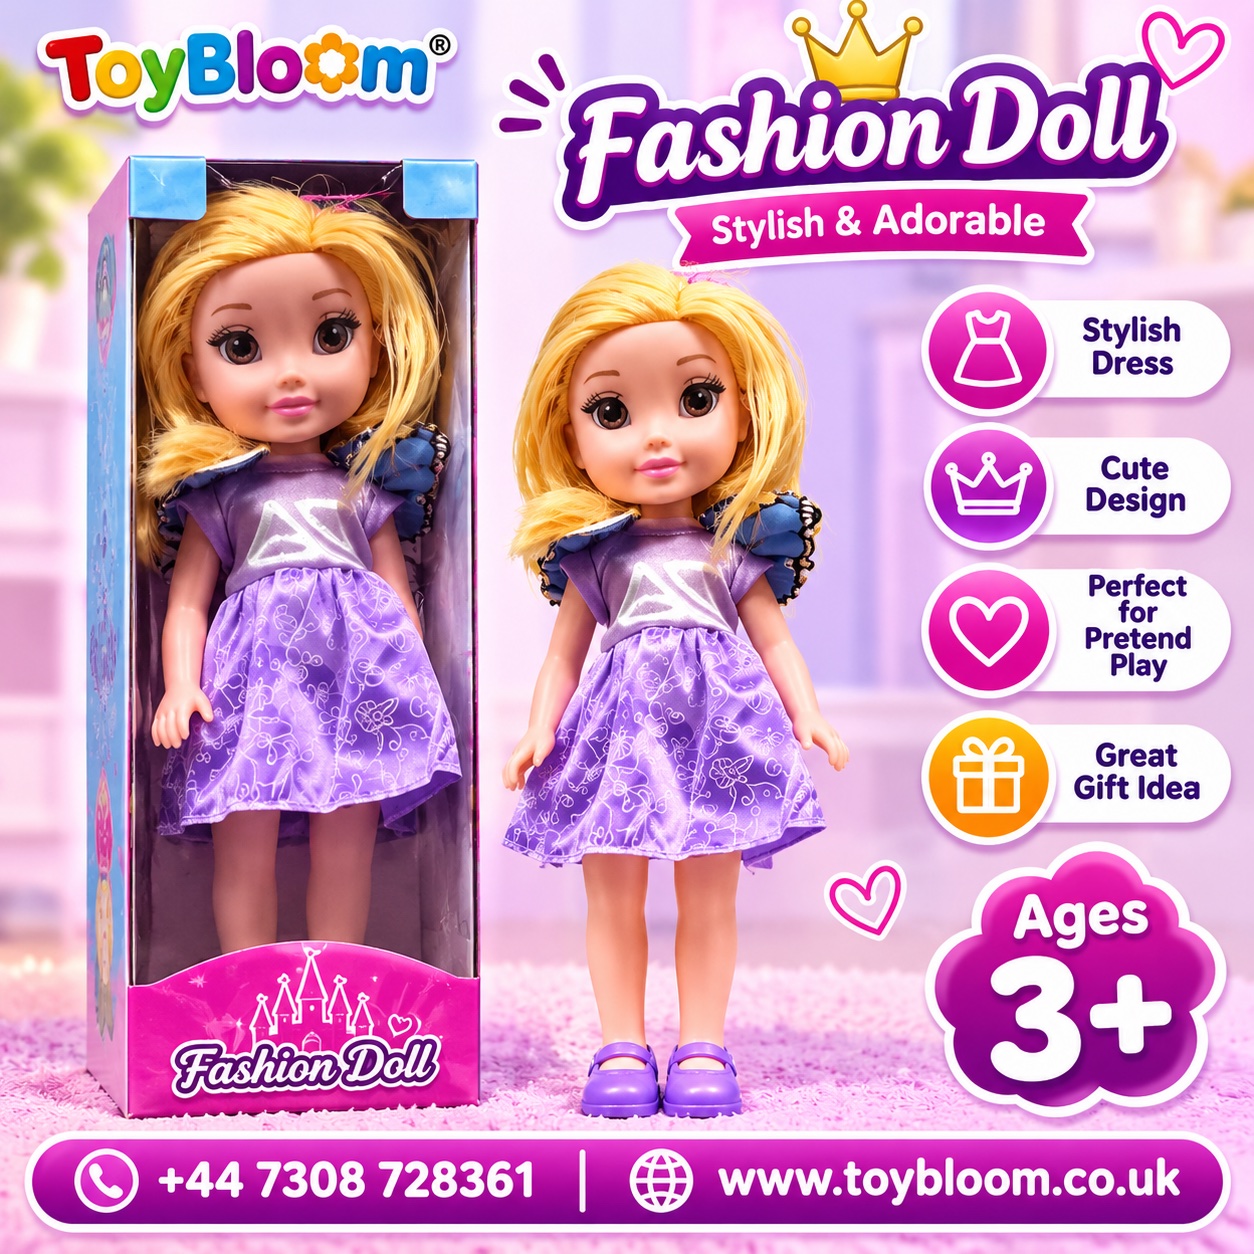 ToyBloom®
Fashion Doll
Stylish & Adorable
Stylish
Dress
Cute
Design
Perfect
for
Pretend
Play
Great
Gift Idea
Ages
3+
Fashion Doll
+44 7308 728361
www.toybloom.co.uk